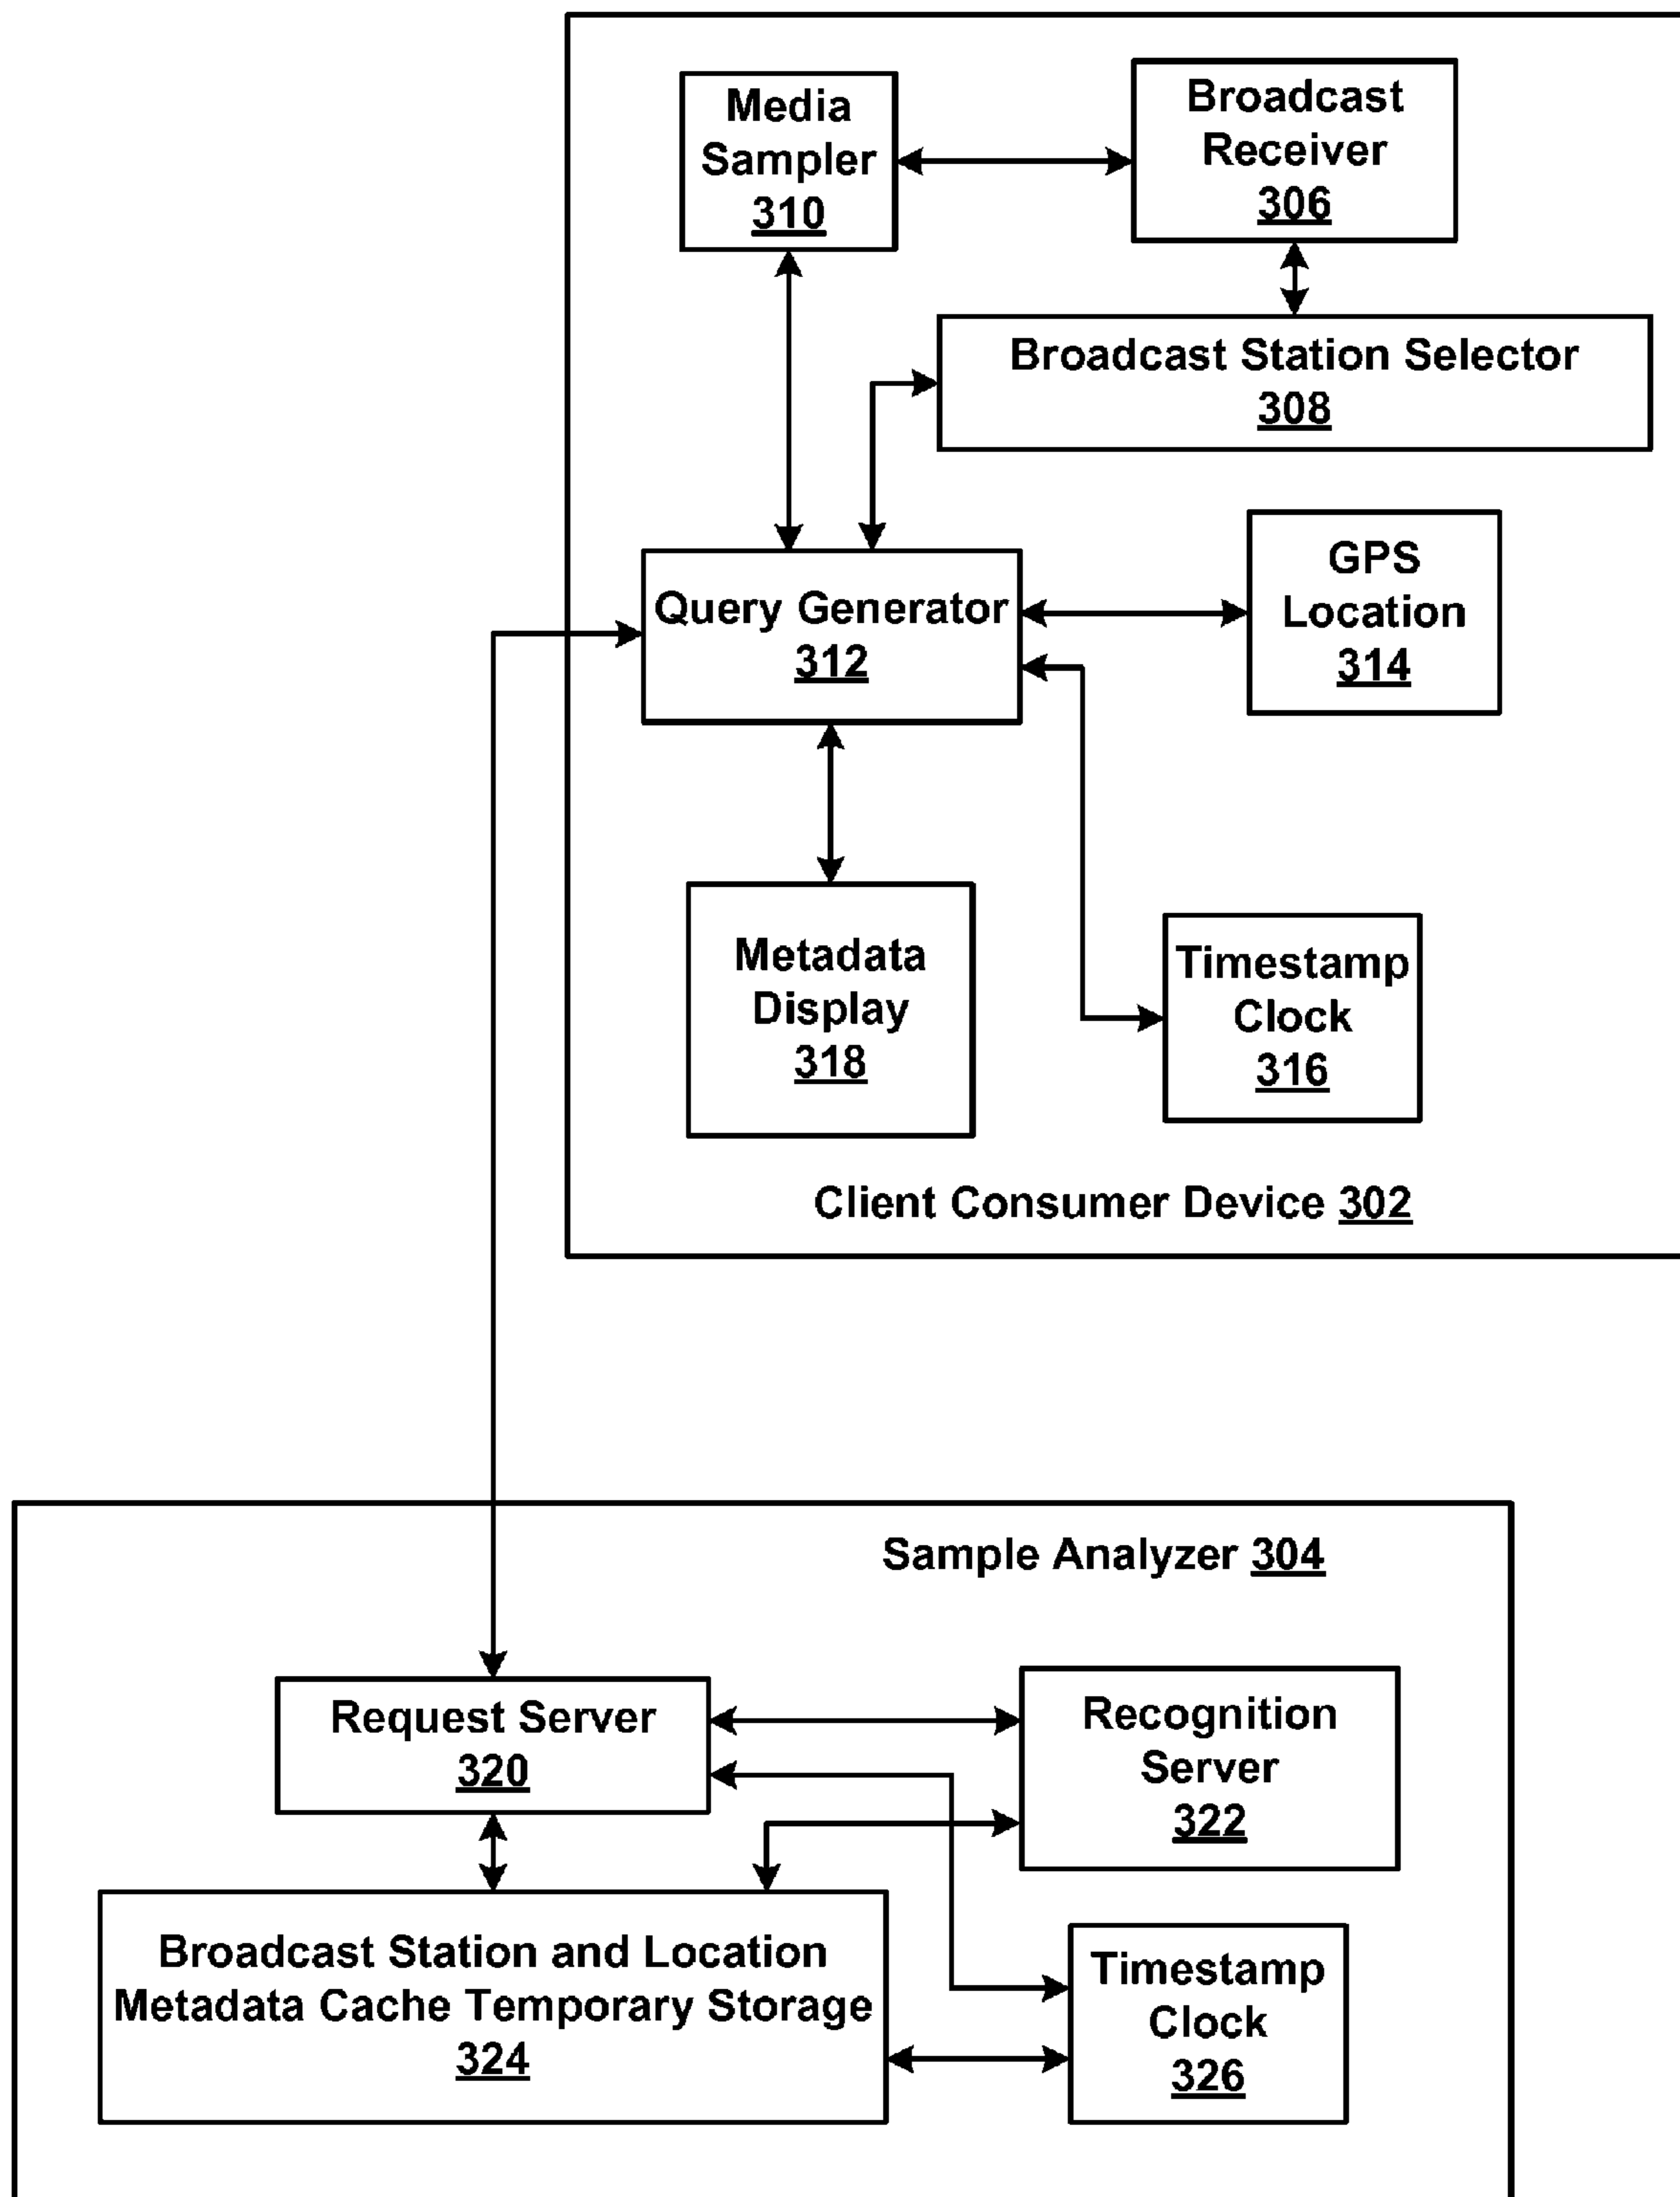 Media
Sampler
310
Broadcast
Receiver
306
Broadcast Station Selector
308
Query Generator
312
GPS
Location
314
Metadata
Display
318
Timestamp
Clock
316
Client Consumer Device 302
Sample Analyzer 304
Request Server
320
Recognition
Server
322
Broadcast Station and Location
Metadata Cache Temporary Storage
324
Timestamp
Clock
326